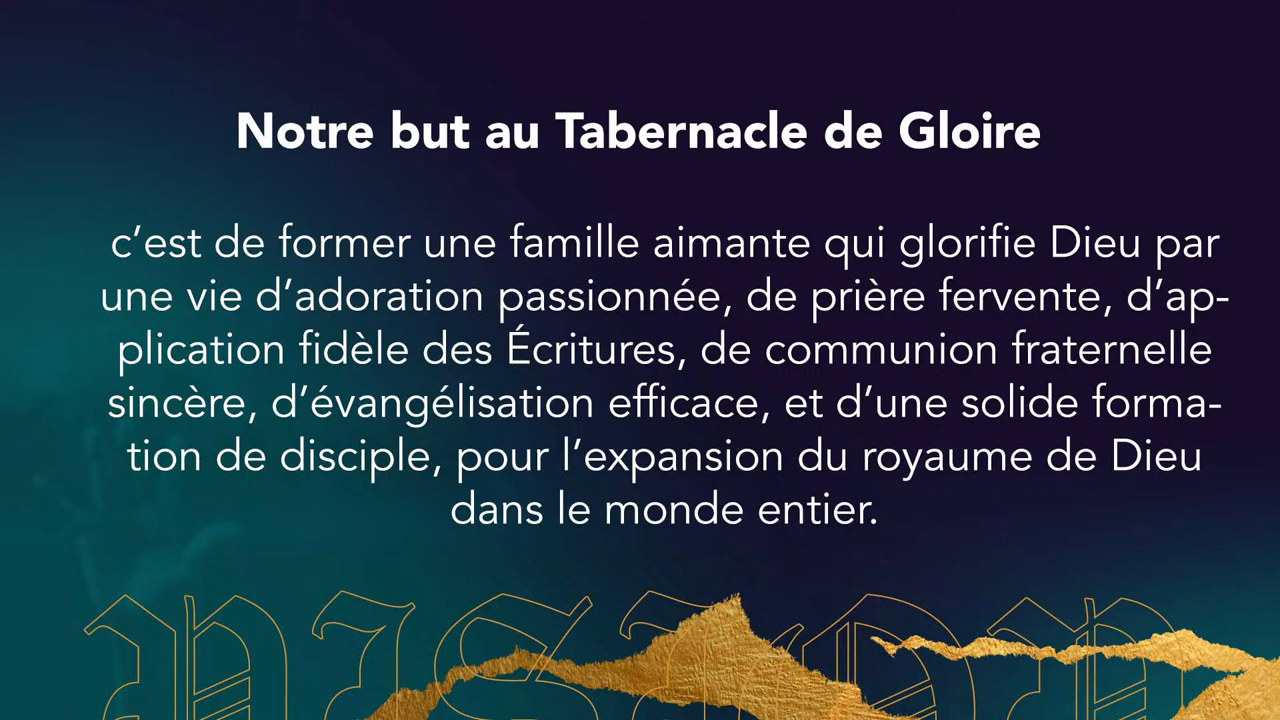 Notre but au Tabernacle de Gloire
c’est de former une famille aimante qui glorifie Dieu par
une vie d’adoration passionnée, de prière fervente, d’ap-
plication fidèle des Écritures, de communion fraternelle
sincère, d’évangélisation efficace, et d’une solide forma-
tion de disciple, pour l’expansion du royaume de Dieu
dans le monde entier.
VISION